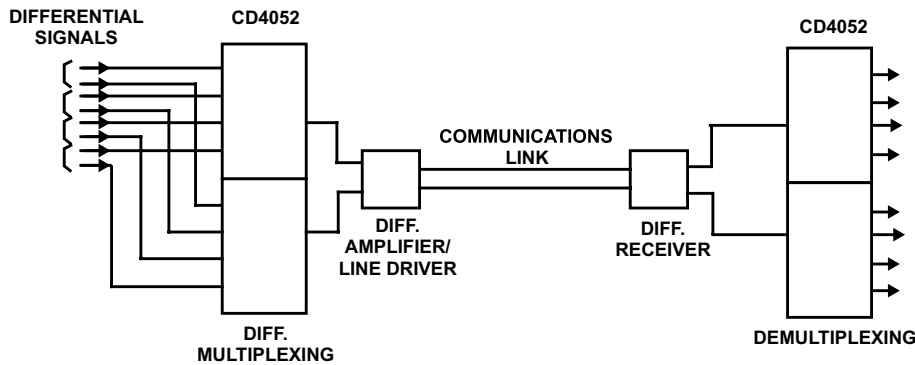 DIFFERENTIAL
SIGNALS
CD4052
CD4052
COMMUNICATIONS
LINK
DIFF.
AMPLIFIER/
LINE DRIVER
DIFF.
RECEIVER
DIFF.
MULTIPLEXING
DEMULTIPLEXING